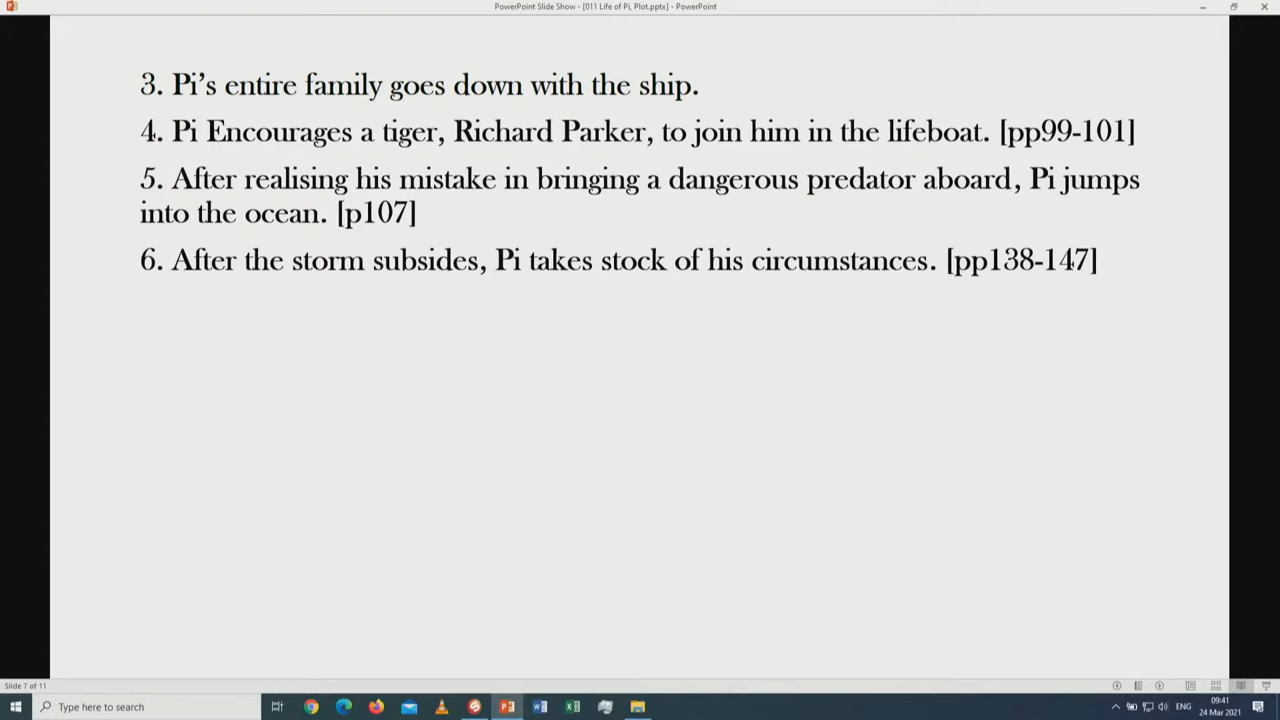 PowerPoint Slide Show - [011 Life of Pi, Plot.pptx] - PowerPoint
3. Pi's entire family goes down with the ship.
4. Pi Encourages a tiger, Richard Parker, to join him in the lifeboat. [pp99-101]
5. After realising his mistake in bringing a dangerous predator aboard, Pi jumps
into the ocean. [p107]
6. After the storm subsides, Pi takes stock of his circumstances. [pp138-147]
Slide 7 of 11
Type here to search
ENG
09:41
24 Mar 2021